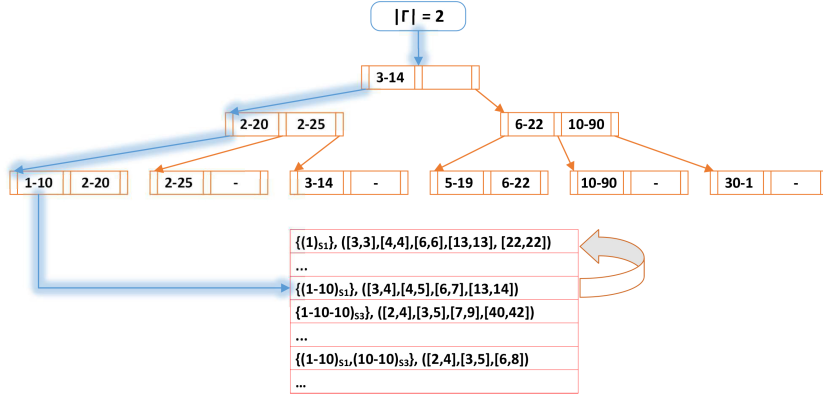 |Γ| = 2
3-14
2-20 2-25
6-22 10-90
1-10 2-20
2-25 -
3-14 -
5-19 6-22
10-90 -
30-1 -
{(1)S1}, ([3,3],[4,4],[6,6],[13,13], [22,22])
...
{(1-10)S1}, ([3,4],[4,5],[6,7],[13,14])
{1-10-10)S3}, ([2,4],[3,5],[7,9],[40,42])
...
{(1-10)S1,(10-10)S3}, ([2,4],[3,5],[6,8])
...